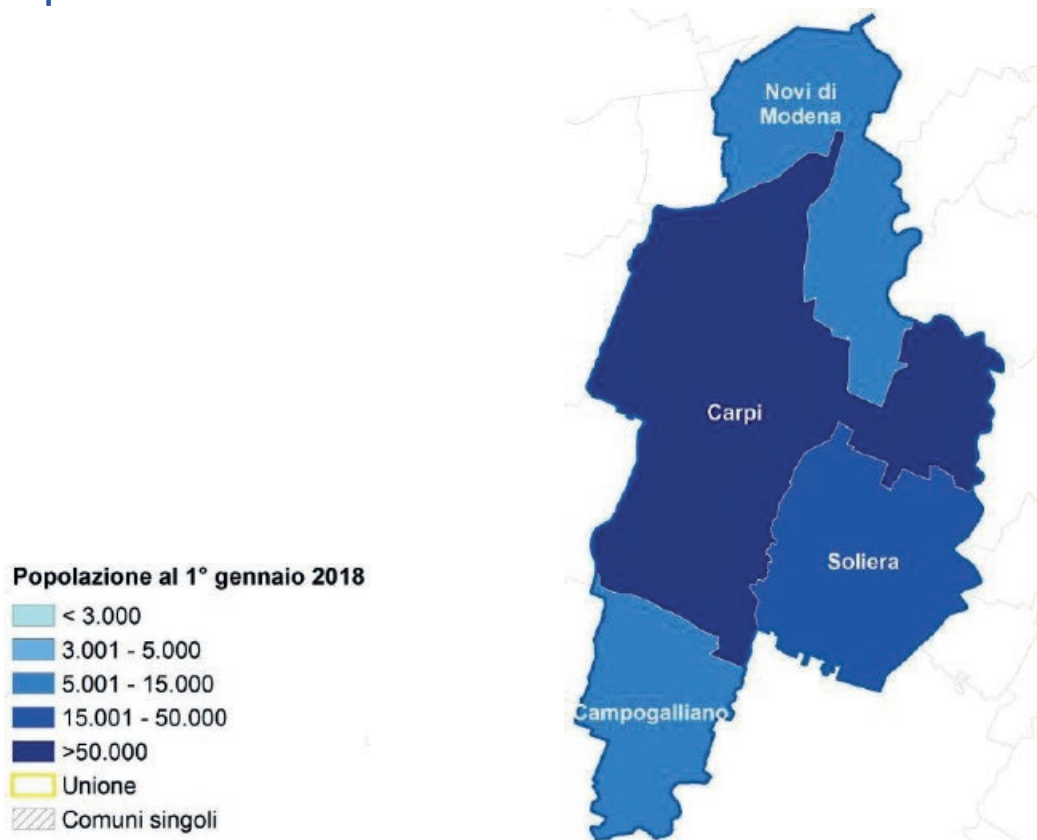 Novi di
Modena
Carpi
Soliera
Campogalliano
Popolazione al 1° gennaio 2018
< 3.000
3.001 - 5.000
5.001 - 15.000
15.001 - 50.000
>50.000
Unione
Comuni singoli